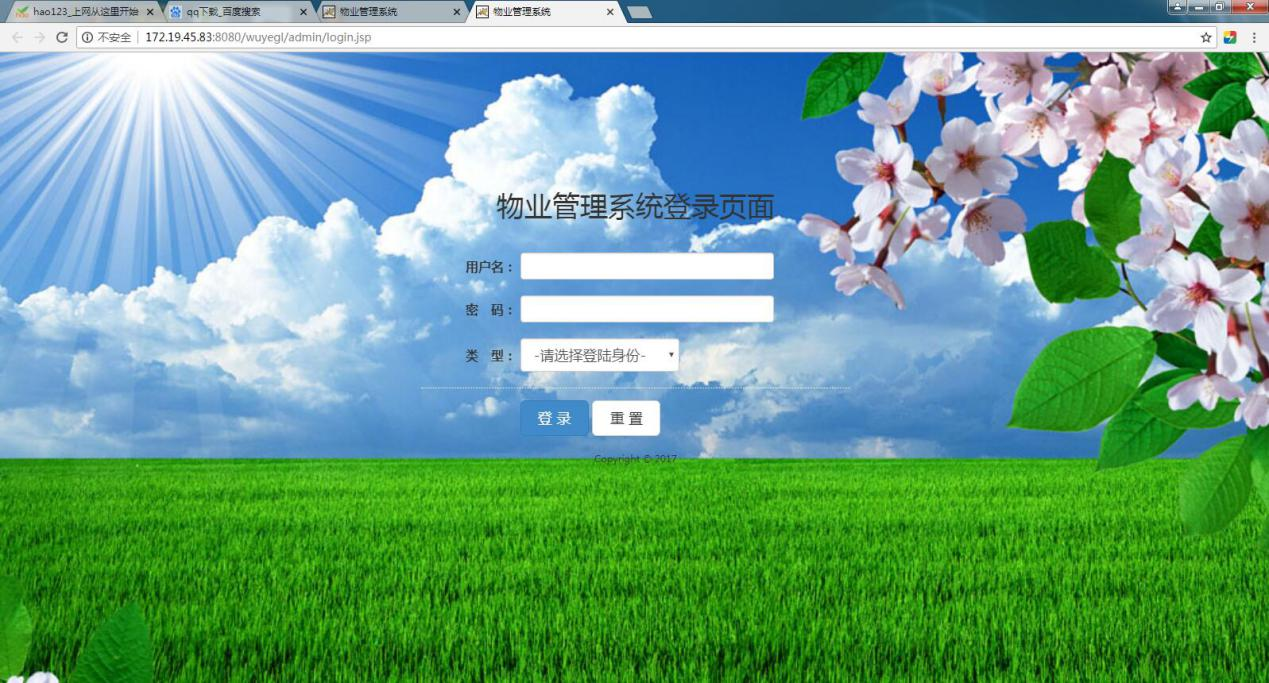 hao123_上网从这里开始
qq下载_百度搜索
物业管理系统
物业管理系统
不安全
172.19.45.83:8080/wuyegl/admin/login.jsp
物业管理系统登录页面
用户名：
密 码：
类 型：
-请选择登陆身份-
登 录
重 置
Copyright © 2017